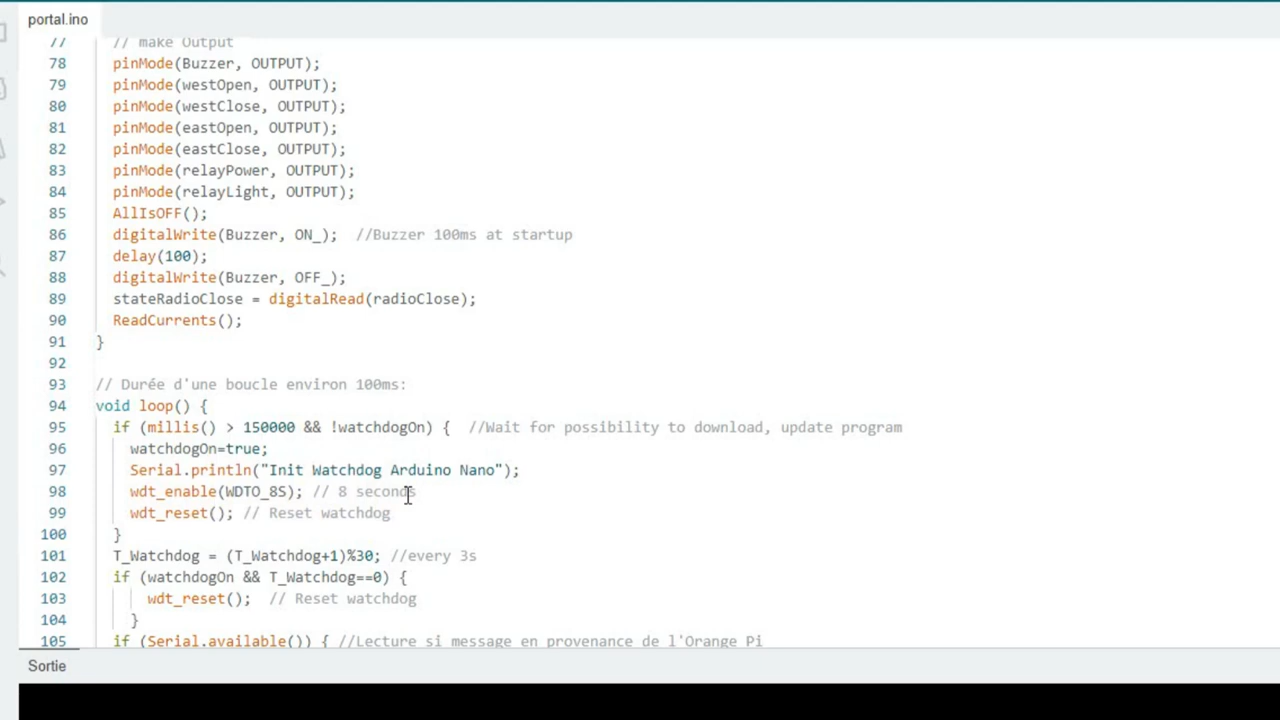 portal.ino
77 // make Output
78 pinMode(Buzzer, OUTPUT);
79 pinMode(westOpen, OUTPUT);
80 pinMode(westClose, OUTPUT);
81 pinMode(eastOpen, OUTPUT);
82 pinMode(eastClose, OUTPUT);
83 pinMode(relayPower, OUTPUT);
84 pinMode(relayLight, OUTPUT);
85 AllIsOFF();
86 digitalWrite(Buzzer, ON_); //Buzzer 100ms at startup
87 delay(100);
88 digitalWrite(Buzzer, OFF_);
89 stateRadioClose = digitalRead(radioClose);
90 ReadCurrents();
91 }
92
93 // Durée d'une boucle environ 100ms:
94 void loop() {
95 if (millis() > 150000 && !watchdogOn) { //Wait for possibility to download, update program
96 watchdogOn=true;
97 Serial.println("Init Watchdog Arduino Nano");
98 wdt_enable(WDTO_8S); // 8 seconds
99 wdt_reset(); // Reset watchdog
100 }
101 T_Watchdog = (T_Watchdog+1)%30; //every 3s
102 if (watchdogOn && T_Watchdog==0) {
103 wdt_reset(); // Reset watchdog
104 }
105 if (Serial.available()) { //Lecture si message en provenance de l'Orange Pi
Sortie